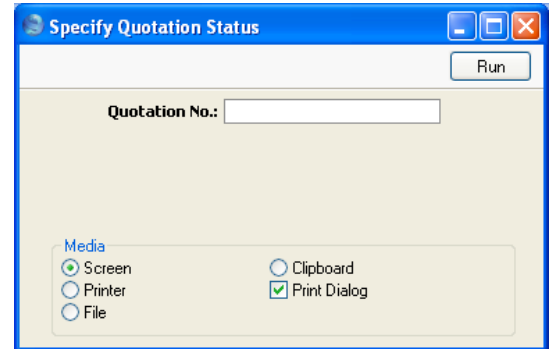 Specify Quotation Status
Run
Quotation No.:
Media
Screen
Clipboard
Printer
Print Dialog
File